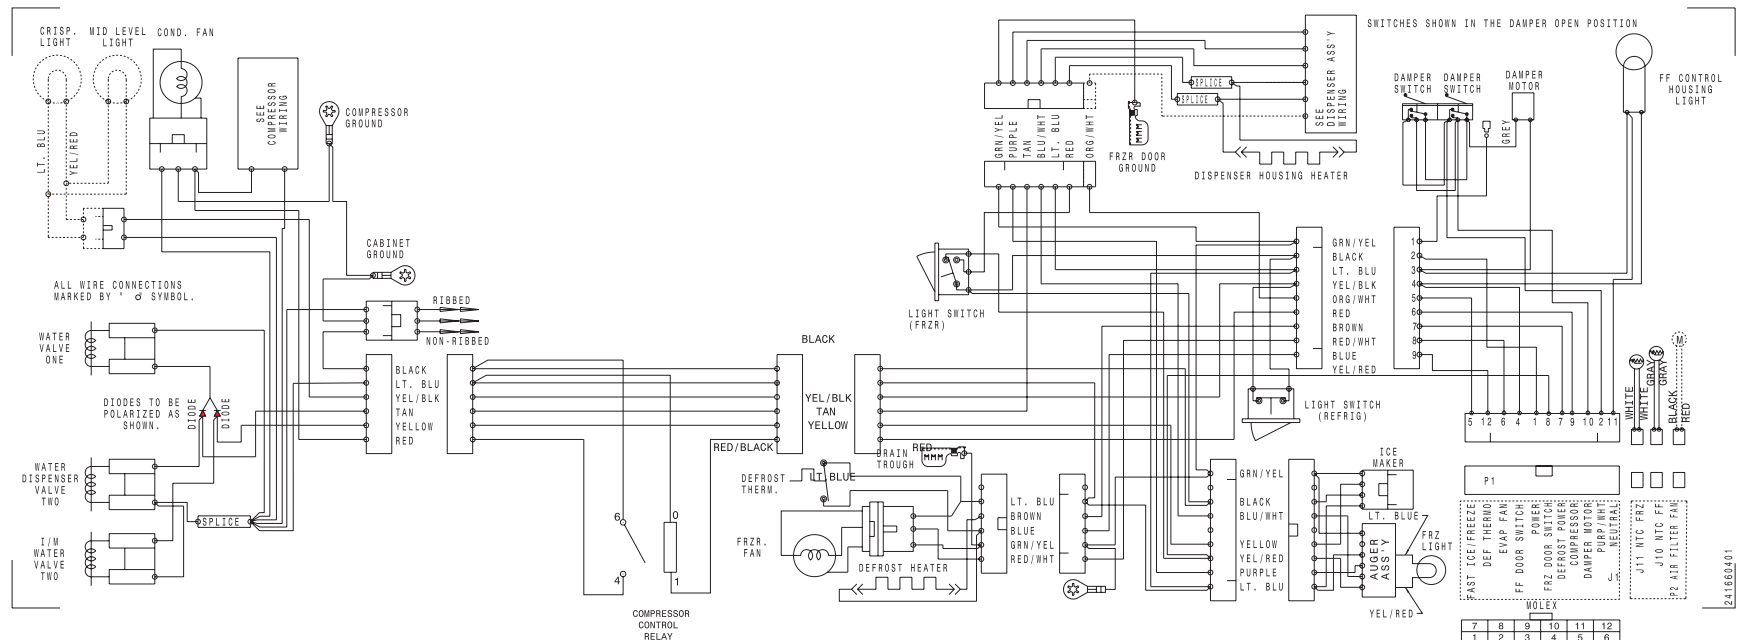 CRISP. LIGHT
MID LEVEL LIGHT
COND. FAN
SEE COMPRESSOR WIRING
COMPRESSOR GROUND
LT. BLU
YEL/RED
CABINET GROUND
ALL WIRE CONNECTIONS
MARKED BY ' ♂ SYMBOL.
RIBBED
NON-RIBBED
WATER VALVE ONE
DIODES TO BE
POLARIZED AS
SHOWN.
DIODE
DIODE
BLACK
LT. BLU
YEL/BLK
TAN
YELLOW
RED
WATER DISPENSER VALVE TWO
SPLICE
I/M WATER VALVE TWO
6
4
0
1
COMPRESSOR
CONTROL
RELAY
BLACK
YEL/BLK
TAN
YELLOW
RED/BLACK
RED
DRAIN TROUGH
DEFROST THERM.
LT. BLUE
FRZR. FAN
DEFROST HEATER
LT. BLU
BROWN
BLUE
GRN/YEL
RED/WHT
GRN/YEL
PURPLE
TAN
BLU/WHT
LT. BLU
RED
ORG/WHT
FRZR DOOR
GROUND
SPLICE
SPLICE
SEE DISPENSER ASS'Y WIRING
DISPENSER HOUSING HEATER
LIGHT SWITCH
(FRZR)
SWITCHES SHOWN IN THE DAMPER OPEN POSITION
DAMPER SWITCH
DAMPER SWITCH
DAMPER MOTOR
GREY
FF CONTROL
HOUSING
LIGHT
GRN/YEL 1
BLACK 2
LT. BLU 3
YEL/BLK 4
ORG/WHT 5
RED 6
BROWN 7
RED/WHT 8
BLUE 9
YEL/RED
LIGHT SWITCH
(REFRIG)
GRN/YEL
BLACK
BLU/WHT
YELLOW
YEL/RED
PURPLE
LT. BLU
ICE MAKER
LT. BLUE
AUGER ASS'Y
FRZ LIGHT
YEL/RED
5 12 6 4 1 8 7 9 10 2 11
WHITE
WHITE
GRAY
GRAY
M
BLACK
RED
P1
FAST ICE/FREEZE
DEF THERMO
EVAP FAN
FF DOOR SWITCH
POWER
FRZ DOOR SWITCH
DEFROST POWER
COMPRESSOR
DAMPER MOTOR
PURP/WHT
NEUTRAL
J1
J11 NTC FRZ
J10 NTC FF
P2 AIR FILTER FAN
241660401
MOLEX
7 8 9 10 11 12
1 2 3 4 5 6